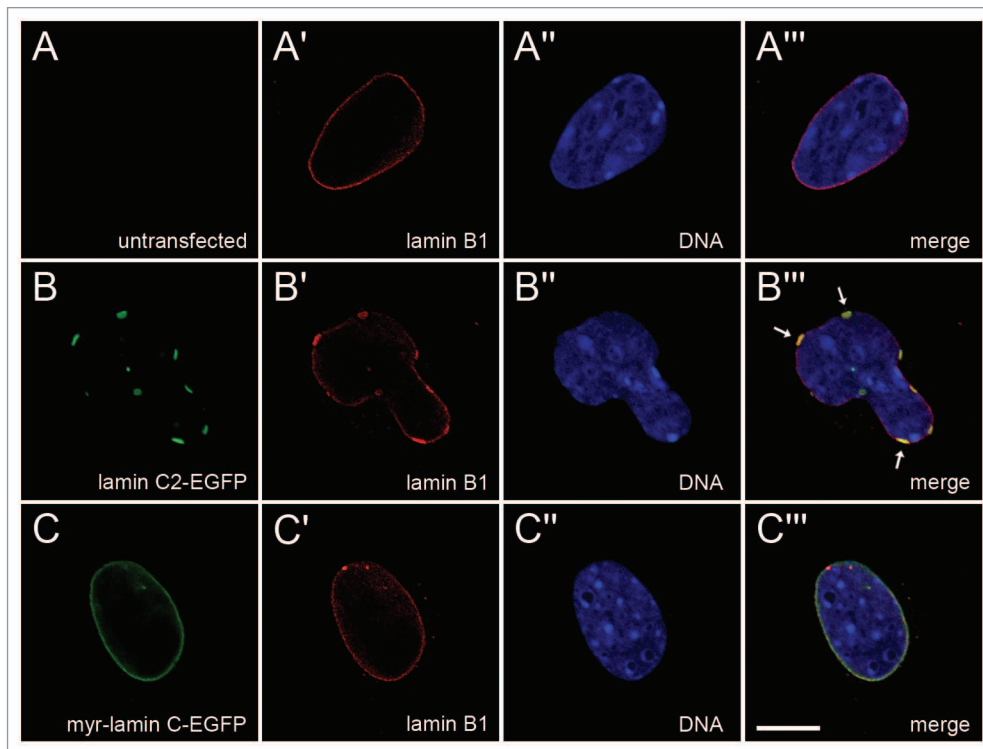 A A' A'' A'''
untransfected lamin B1 DNA merge
B B' B'' B'''
lamin C2-EGFP lamin B1 DNA merge
C C' C'' C'''
myr-lamin C-EGFP lamin B1 DNA merge